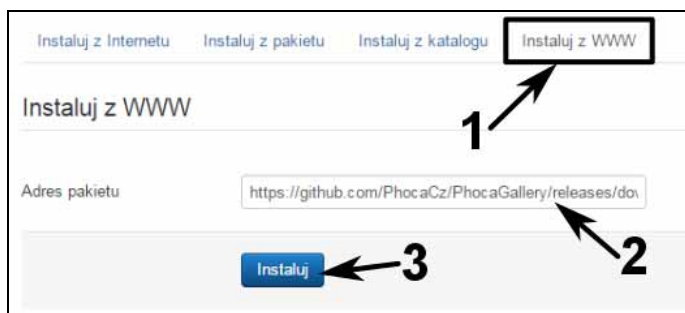 Instaluj z Internetu Instaluj z pakietu Instaluj z katalogu Instaluj z WWW
1
Instaluj z WWW
Adres pakietu https://github.com/PhocaCz/PhocaGallery/releases/dov
2
Instaluj 3